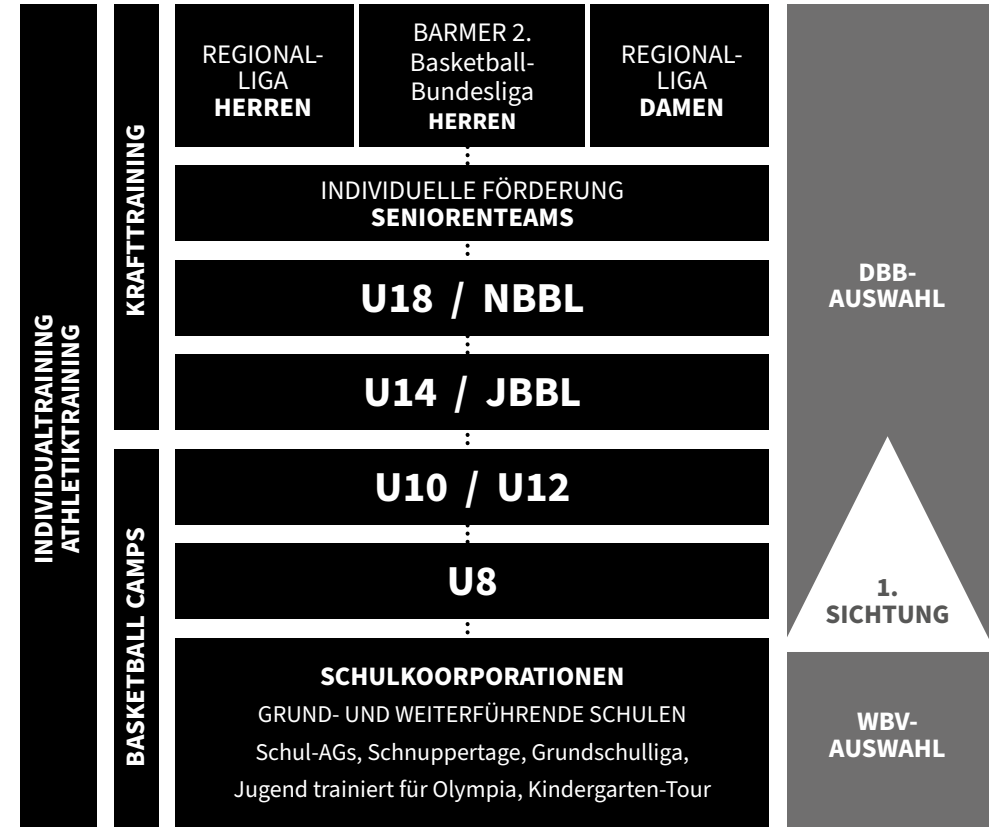 INDIVIDUALTRAINING
ATHLETIKTRAINING
KRAFTTRAINING
BASKETBALL CAMPS
REGIONAL-
LIGA
HERREN
BARMER 2.
Basketball-
Bundesliga
HERREN
REGIONAL-
LIGA
DAMEN
INDIVIDUELLE FÖRDERUNG
SENIORENTEAMS
U18 / NBBL
U14 / JBBL
U10 / U12
U8
SCHULKOORPORATIONEN
GRUND- UND WEITERFÜHRENDE SCHULEN
Schul-AGs, Schnuppertage, Grundschulliga,
Jugend trainiert für Olympia, Kindergarten-Tour
DBB-
AUSWAHL
1.
SICHTUNG
WBV-
AUSWAHL